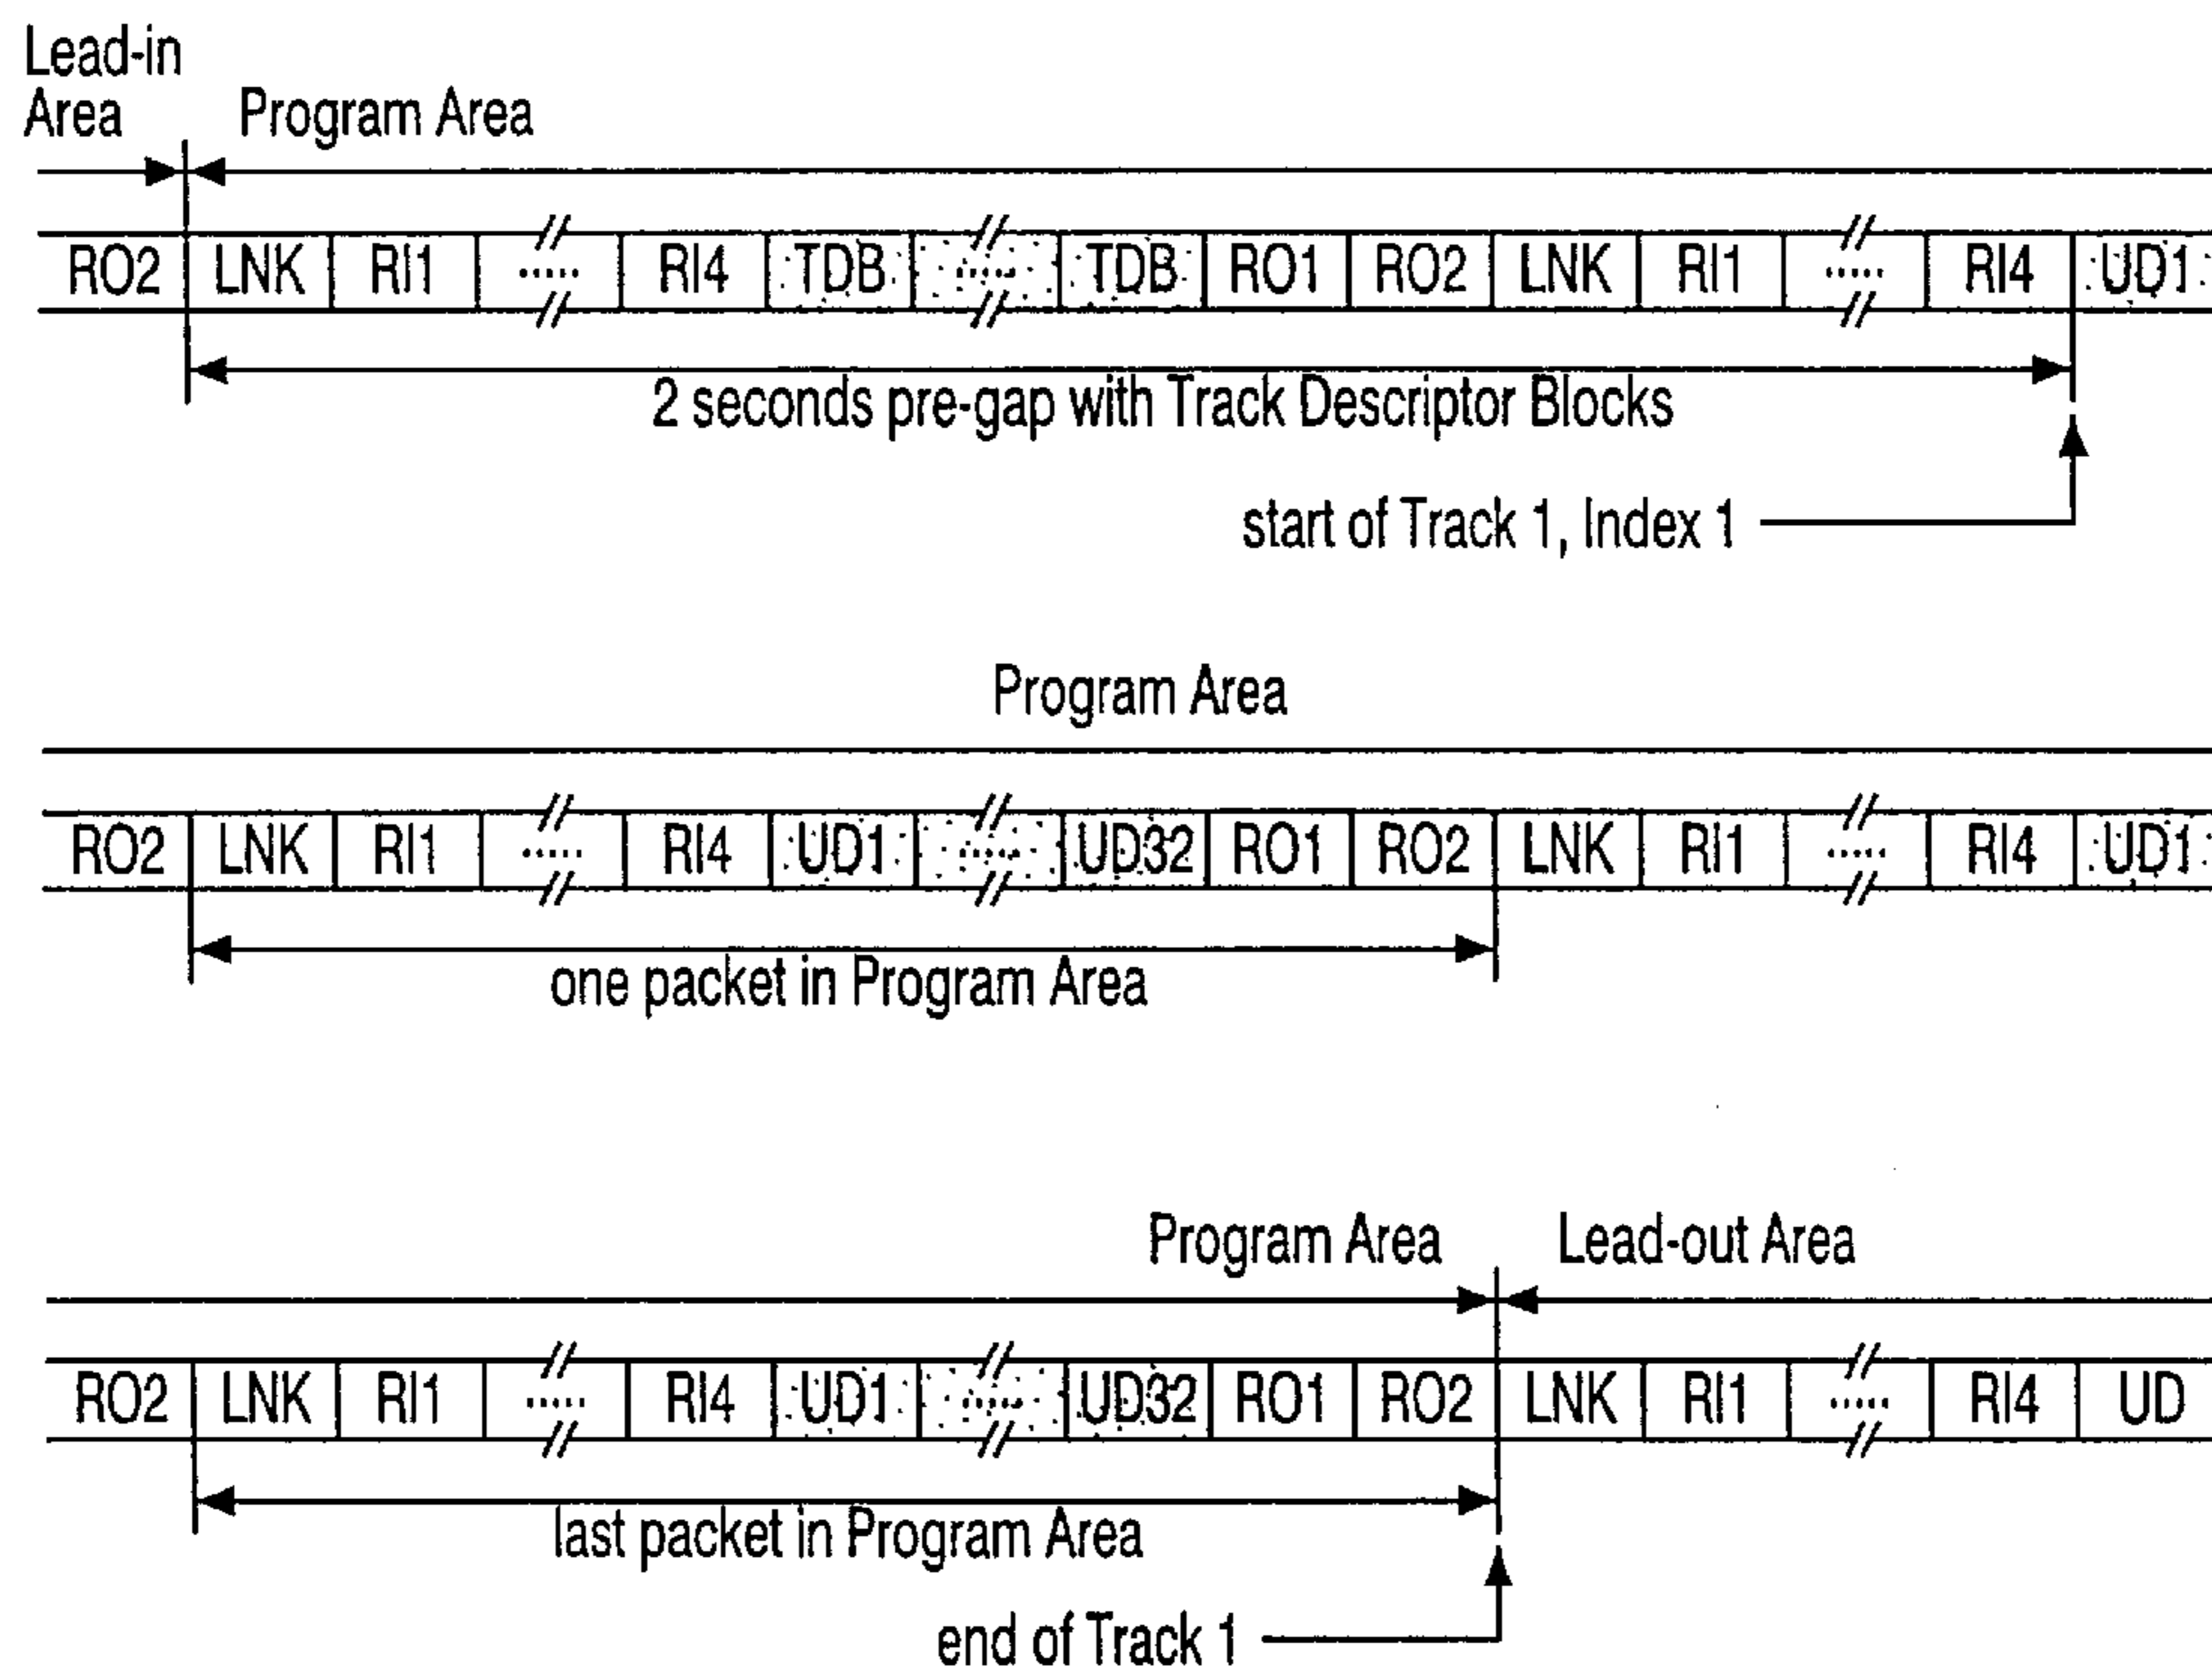 Lead-in
Area
Program Area
RO2 LNK RI1 ..... RI4 TDB ..... TDB RO1 RO2 LNK RI1 ..... RI4 UD1
2 seconds pre-gap with Track Descriptor Blocks
start of Track 1, Index 1
Program Area
RO2 LNK RI1 ..... RI4 UD1 ..... UD32 RO1 RO2 LNK RI1 ..... RI4 UD1
one packet in Program Area
Program Area Lead-out Area
RO2 LNK RI1 ..... RI4 UD1 ..... UD32 RO1 RO2 LNK RI1 ..... RI4 UD
last packet in Program Area
end of Track 1